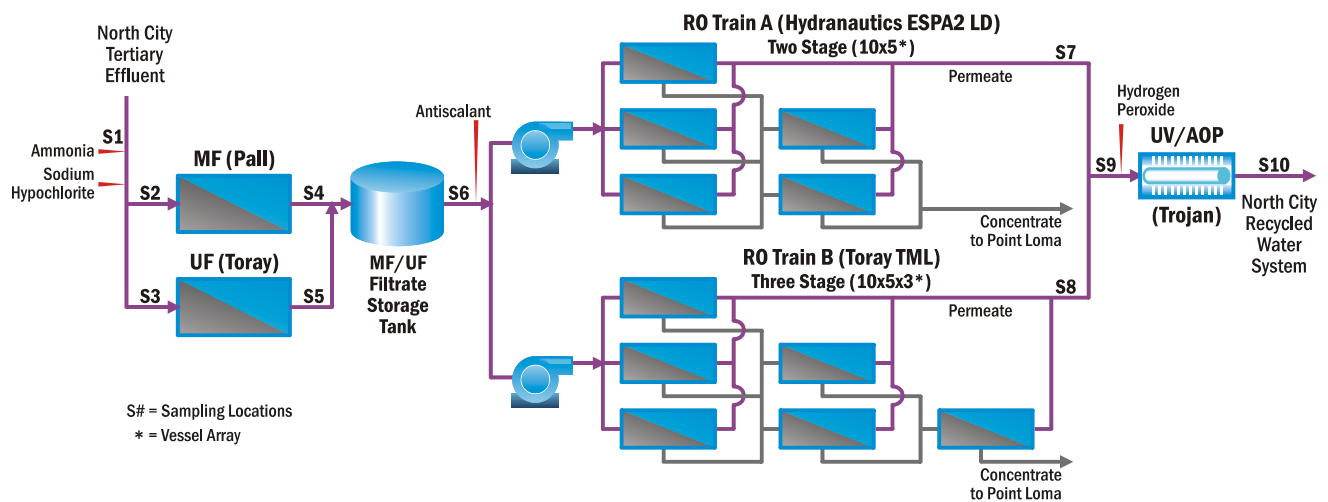 North City
Tertiary
Effluent
S1
Ammonia
Sodium
Hypochlorite
S2
MF (Pall)
S4
S3
UF (Toray)
S5
MF/UF
Filtrate
Storage
Tank
S6
Antiscalant
RO Train A (Hydranautics ESPA2 LD)
Two Stage (10x5*)
S7
Permeate
Concentrate
to Point Loma
RO Train B (Toray TML)
Three Stage (10x5x3*)
S8
Permeate
Concentrate
to Point Loma
Hydrogen
Peroxide
S9
UV/AOP
(Trojan)
S10
North City
Recycled
Water
System
S# = Sampling Locations
* = Vessel Array